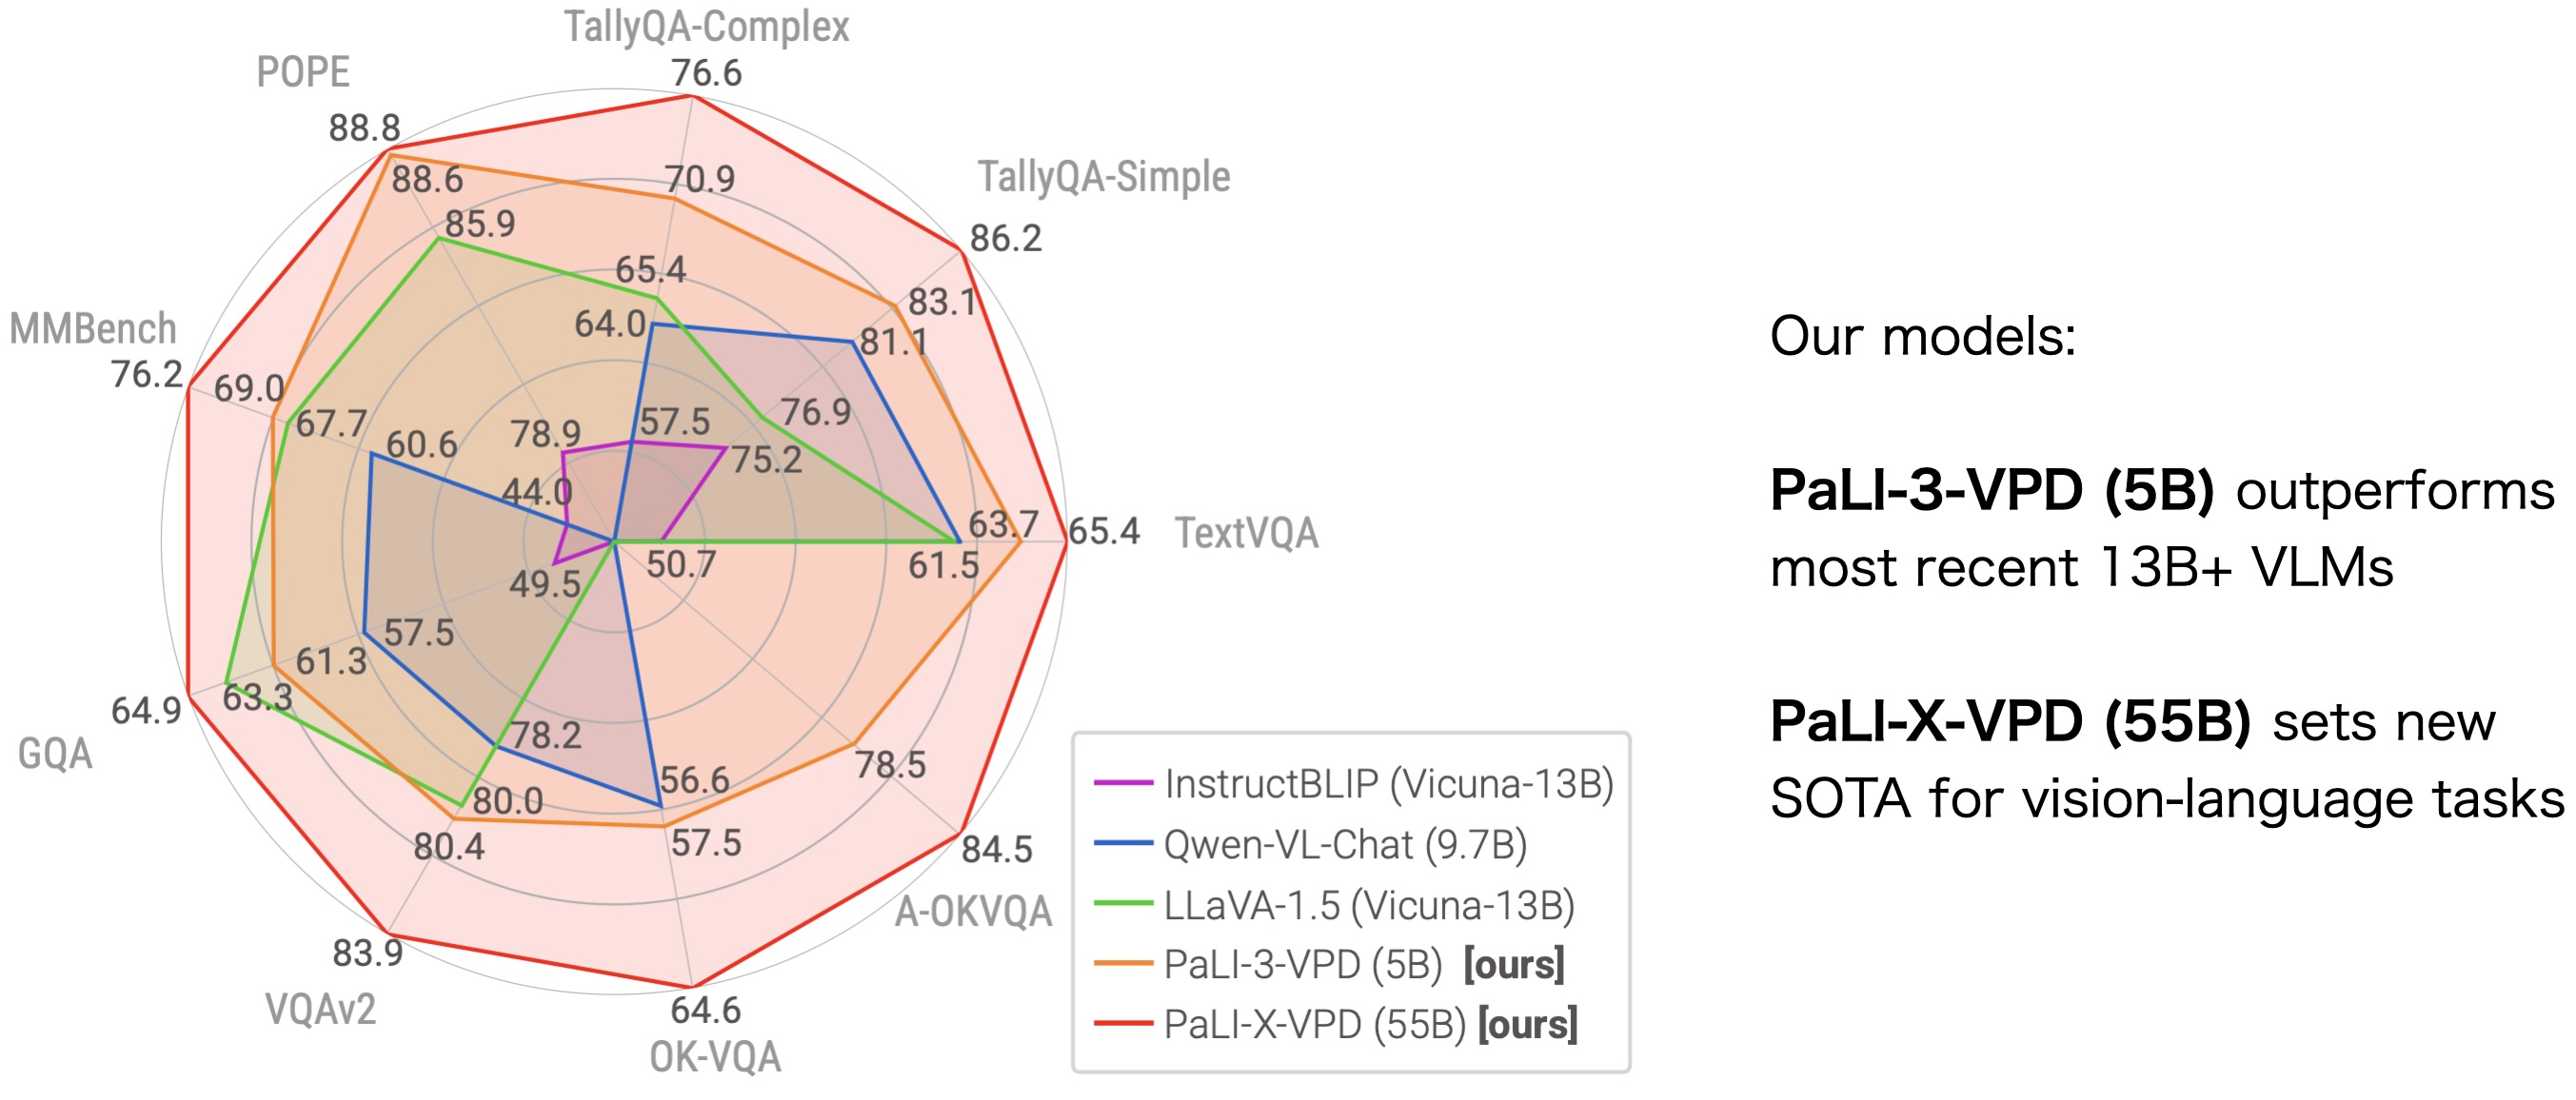 TallyQA-Complex
76.6
POPE
88.8
88.6
70.9
TallyQA-Simple
86.2
85.9
65.4
83.1
64.0
81.1
MMBench
76.2
69.0
67.7
60.6
78.9
57.5
76.9
75.2
44.0
63.7
65.4
TextVQA
49.5
50.7
61.5
57.5
61.3
64.9
63.3
GQA
78.2
56.6
78.5
80.0
80.4
57.5
84.5
A-OKVQA
83.9
VQAv2
64.6
OK-VQA
InstructBLIP (Vicuna-13B)
Qwen-VL-Chat (9.7B)
LLaVA-1.5 (Vicuna-13B)
PaLI-3-VPD (5B) [ours]
PaLI-X-VPD (55B) [ours]
Our models:
PaLI-3-VPD (5B) outperforms
most recent 13B+ VLMs
PaLI-X-VPD (55B) sets new
SOTA for vision-language tasks